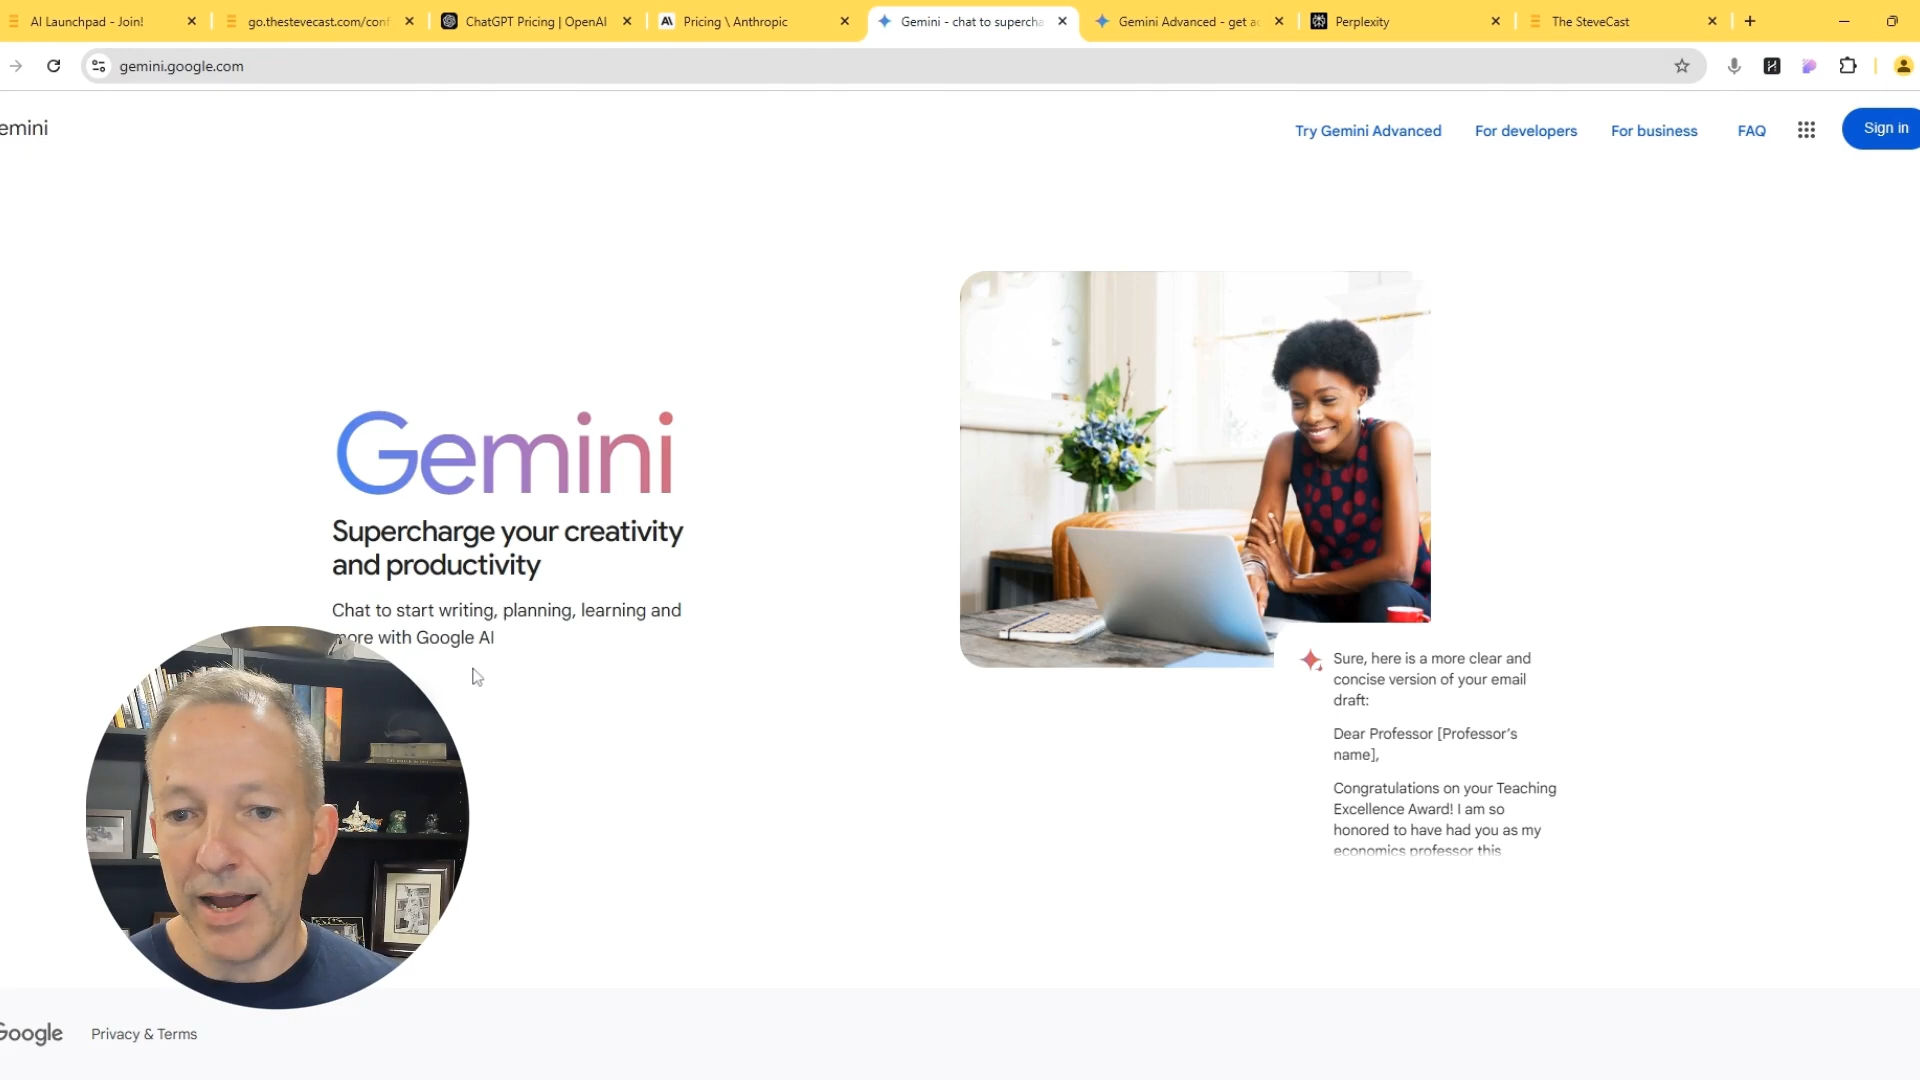 AI Launchpad - Join!
go.thestevecast.com/conf
ChatGPT Pricing | OpenAI
Pricing \ Anthropic
Gemini - chat to supercha
Gemini Advanced - get ac
Perplexity
The SteveCast
gemini.google.com
emini
Try Gemini Advanced
For developers
For business
FAQ
Sign in
Gemini
Supercharge your creativity
and productivity
Chat to start writing, planning, learning and
more with Google AI
Sure, here is a more clear and
concise version of your email
draft:
Dear Professor [Professor's
name],
Congratulations on your Teaching
Excellence Award! I am so
honored to have had you as my
economics professor this
Google
Privacy & Terms